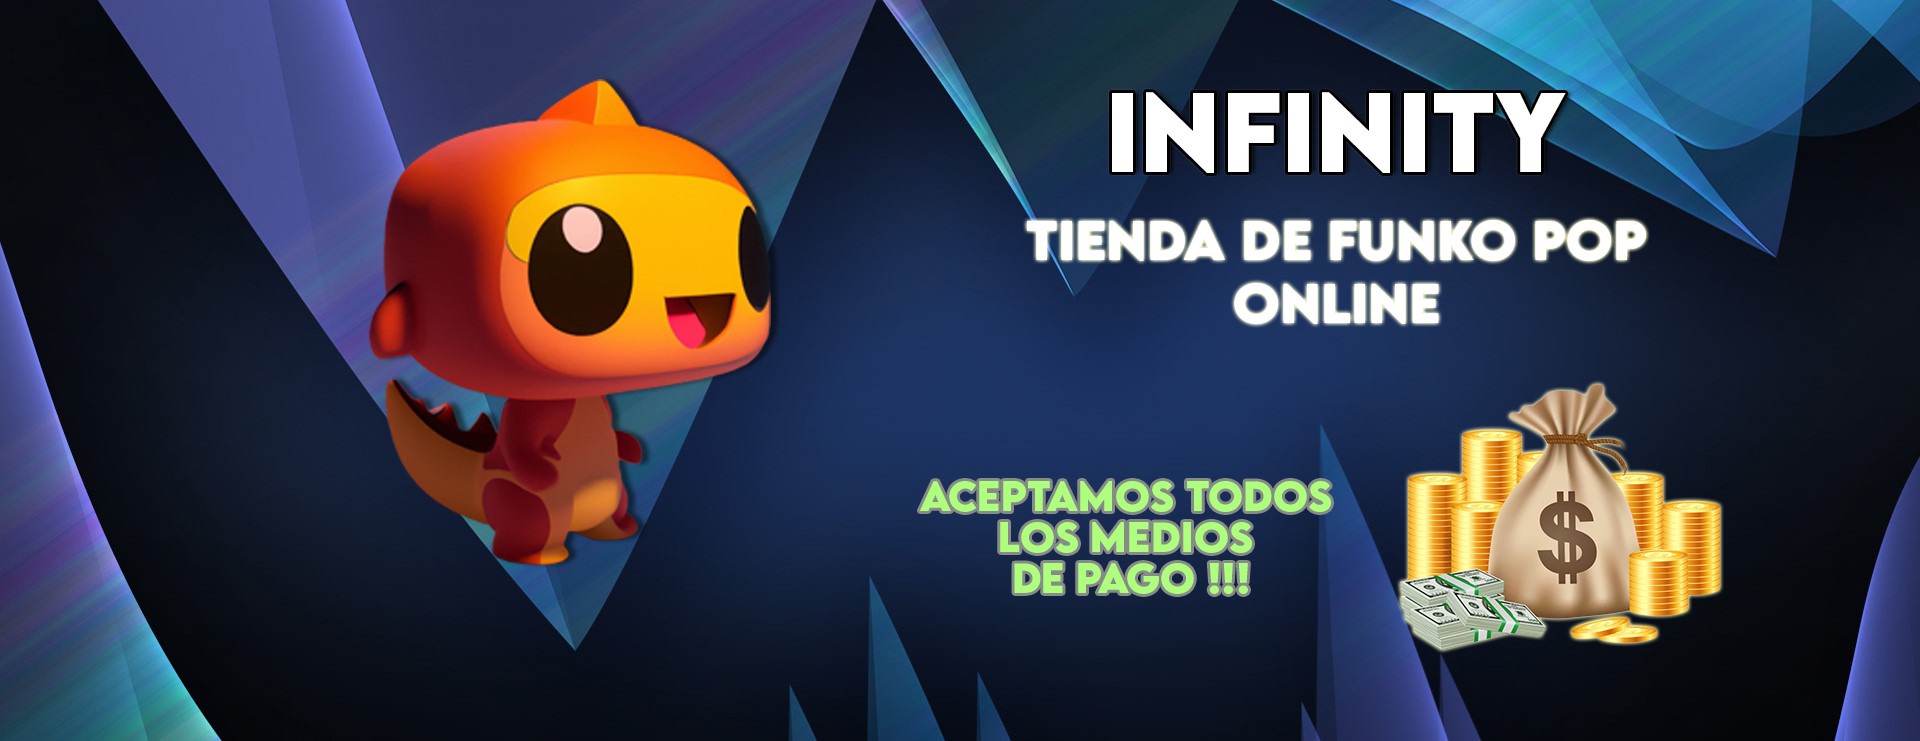 INFINITY
TIENDA DE FUNKO POP
ONLINE
ACEPTAMOS TODOS
LOS MEDIOS
DE PAGO !!!
$